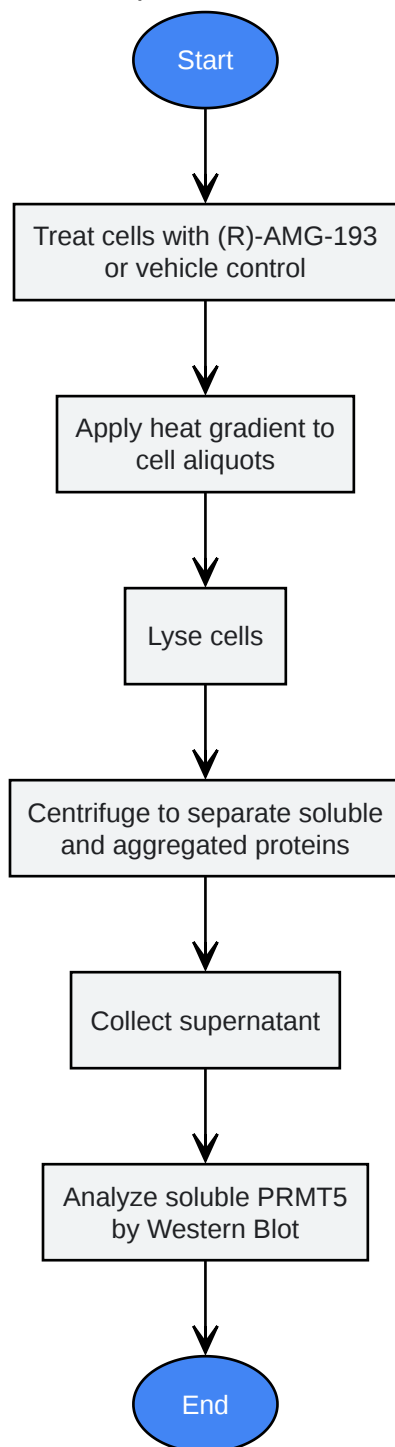 Start
Treat cells with (R)-AMG-193
or vehicle control
Apply heat gradient to
cell aliquots
Lyse cells
Centrifuge to separate soluble
and aggregated proteins
Collect supernatant
Analyze soluble PRMT5
by Western Blot
End